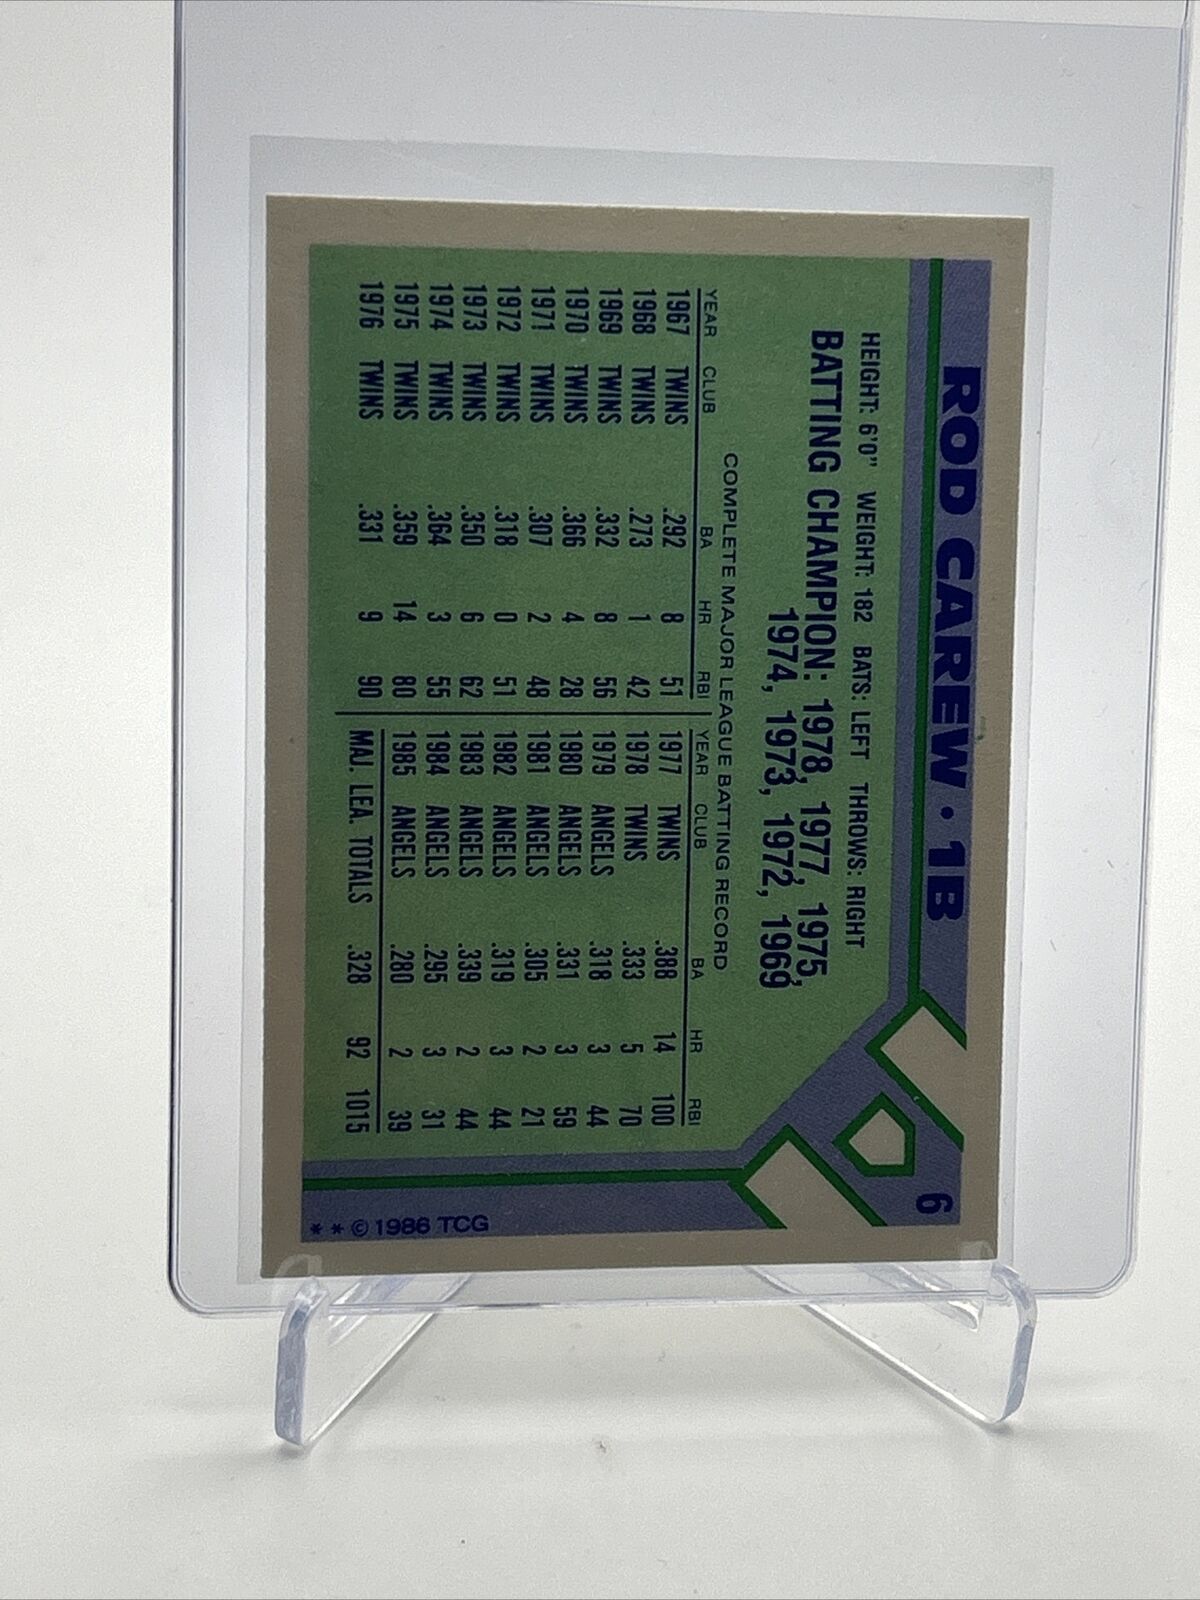 ROD CAREW • 1B
6
HEIGHT: 6'0" WEIGHT: 182 BATS: LEFT THROWS: RIGHT
BATTING CHAMPION: 1978, 1977, 1975,
1974, 1973, 1972, 1969
COMPLETE MAJOR LEAGUE BATTING RECORD
YEAR CLUB BA HR RBI
1967 TWINS .292 8 51
1968 TWINS .273 1 42
1969 TWINS .332 8 56
1970 TWINS .366 4 28
1971 TWINS .307 2 48
1972 TWINS .318 0 51
1973 TWINS .350 6 62
1974 TWINS .364 3 55
1975 TWINS .359 14 80
1976 TWINS .331 9 90
YEAR CLUB BA HR RBI
1977 TWINS .388 14 100
1978 TWINS .333 5 70
1979 ANGELS .318 3 44
1980 ANGELS .331 3 59
1981 ANGELS .305 2 21
1982 ANGELS .319 3 44
1983 ANGELS .339 2 44
1984 ANGELS .295 3 31
1985 ANGELS .280 2 39
MAJ. LEA. TOTALS .328 92 1015
* * © 1986 TCG